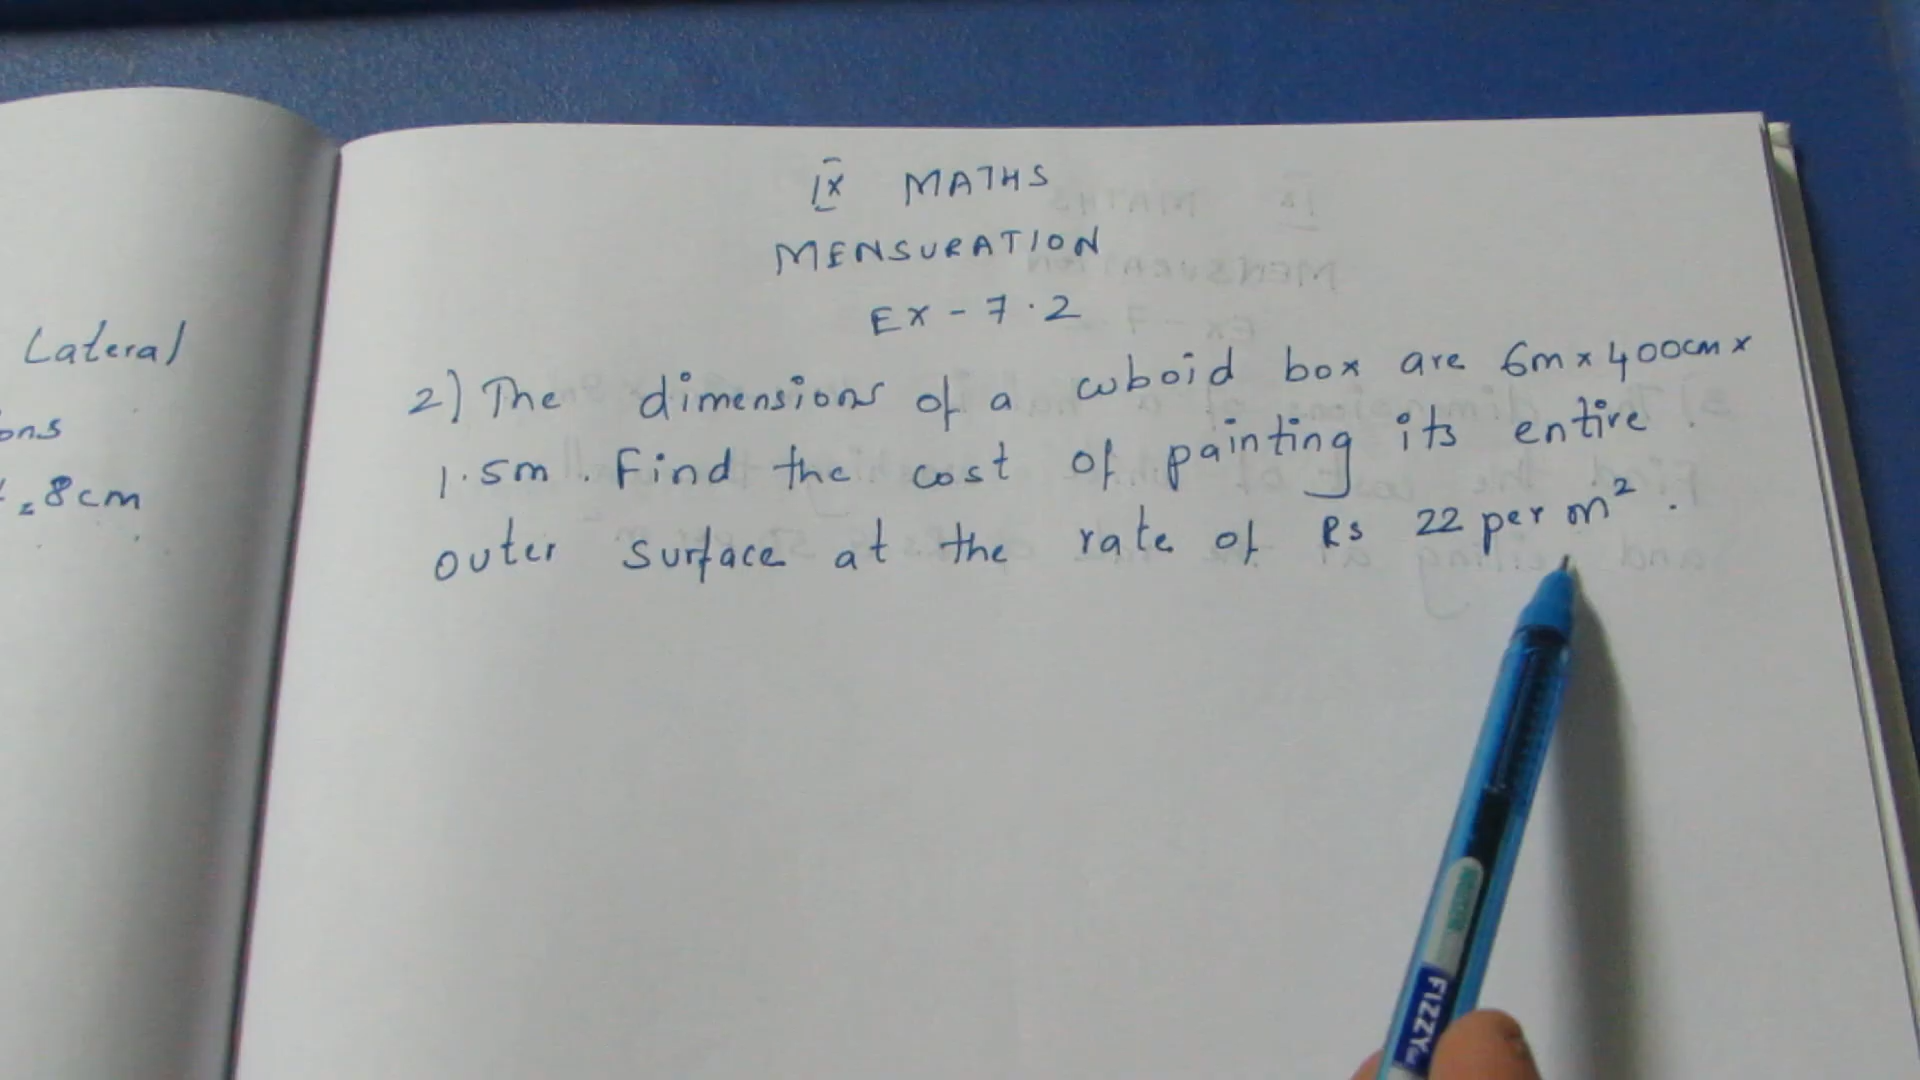 Lateral
ons
8cm
IX MATHS
MENSURATION
Ex - 7.2
2) The dimensions of a cuboid box are 6m x 400cm x
1.5m. Find the cost of painting its entire
outer surface at the rate of Rs 22 per m².
FIZZY